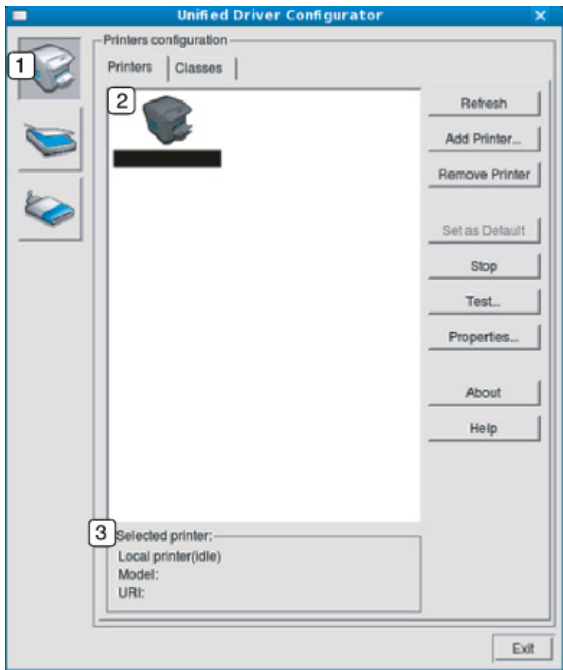 Unified Driver Configurator
1
Printers configuration
Printers
Classes
2
Refresh
Add Printer...
Remove Printer
Set as Default
Stop
Test...
Properties...
About
Help
3
Selected printer:
Local printer(idle)
Model:
URI:
Exit